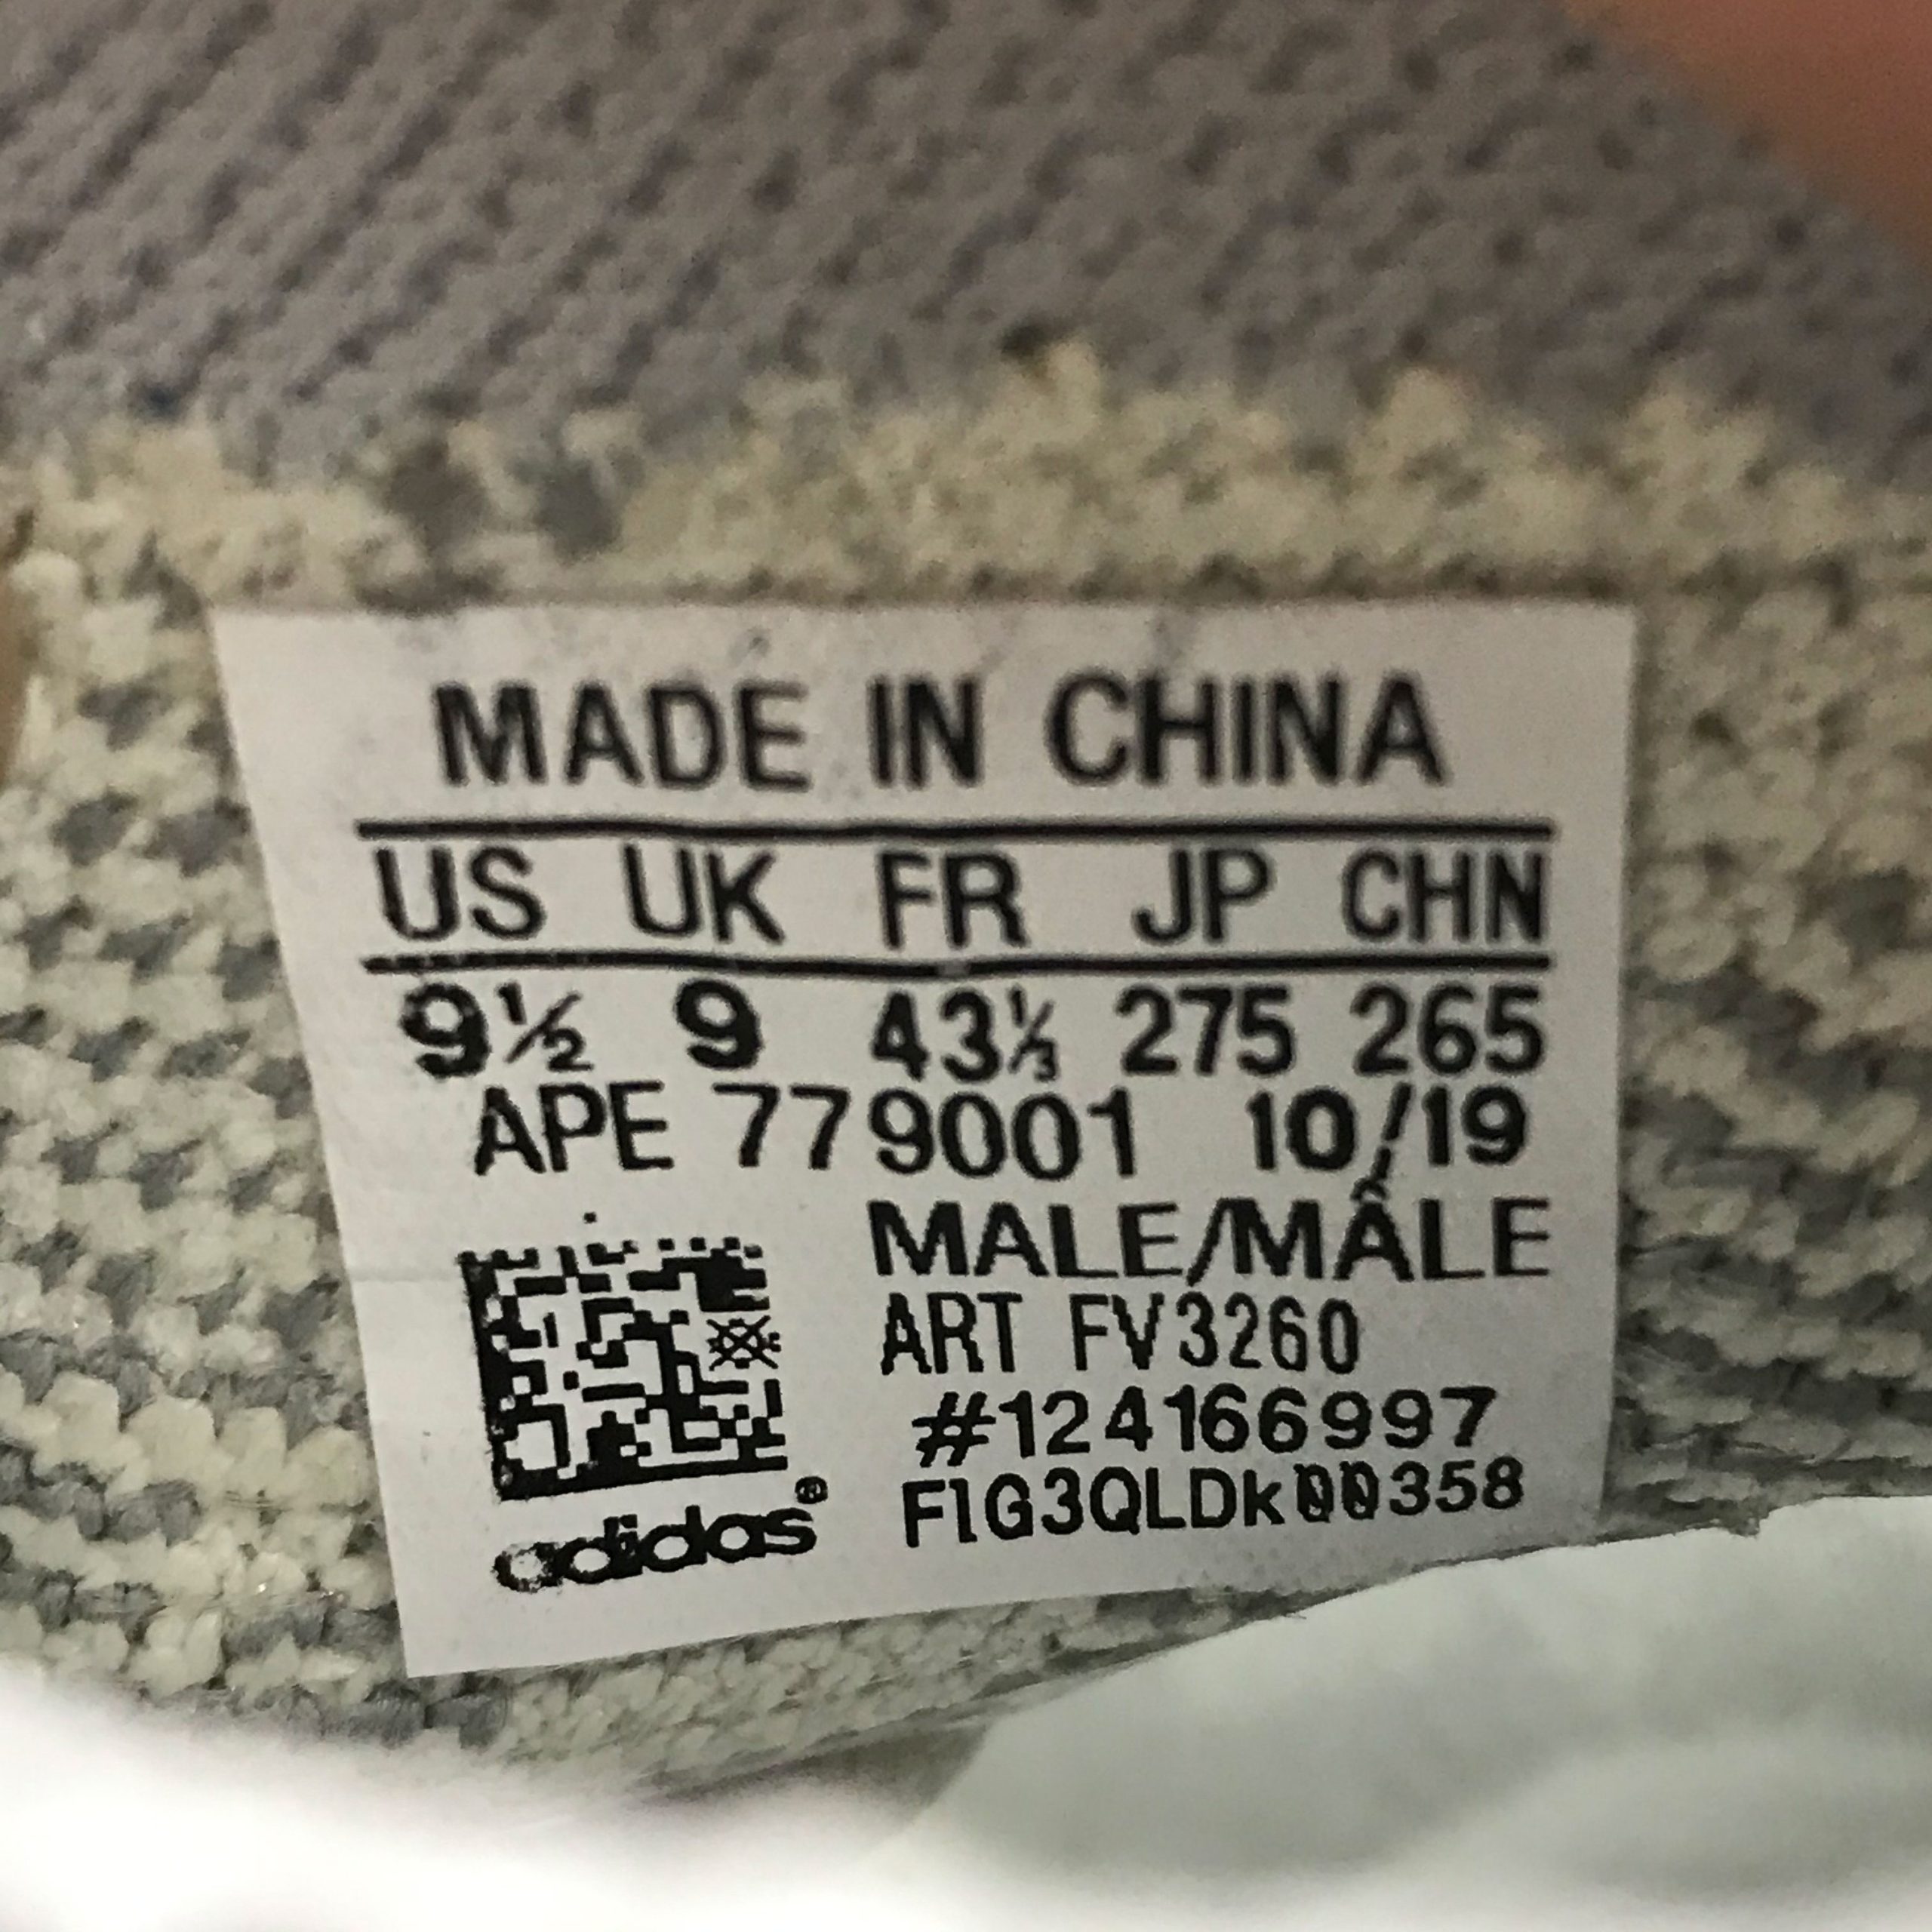 MADE IN CHINA
US UK FR JP CHN
9½ 9 43⅓ 275 265
APE 779001 10/19
MALE/MÂLE
ART FV3260
#124166997
F1G3QLDk00358
adidas®